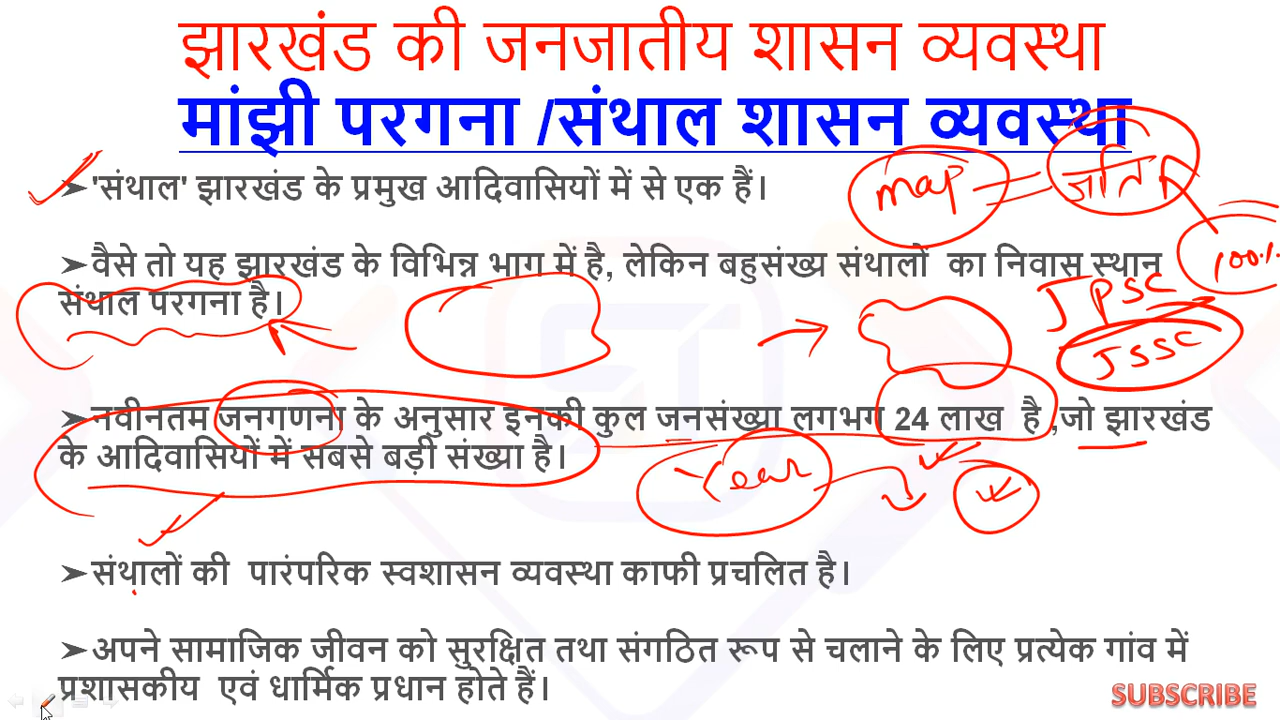 झारखंड की जनजातीय शासन व्यवस्था
मांझी परगना /संथाल शासन व्यवस्था
➢'संथाल' झारखंड के प्रमुख आदिवासियों में से एक हैं।
map = जाति
100%
➢वैसे तो यह झारखंड के विभिन्न भाग में है, लेकिन बहुसंख्य संथालों का निवास स्थान
संथाल परगना है।
JPSC
JSSC
➢नवीनतम जनगणना के अनुसार इनकी कुल जनसंख्या लगभग 24 लाख है ,जो झारखंड
के आदिवासियों में सबसे बड़ी संख्या है।
Year
➢संथालों की पारंपरिक स्वशासन व्यवस्था काफी प्रचलित है।
➢अपने सामाजिक जीवन को सुरक्षित तथा संगठित रूप से चलाने के लिए प्रत्येक गांव में
प्रशासकीय एवं धार्मिक प्रधान होते हैं।
SUBSCRIBE